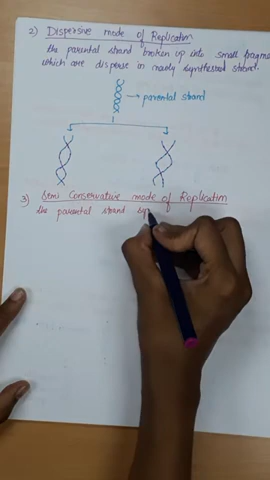 2) Dispersive mode of Replication
the parental strand broken up into small fragme
which are disperse in newly synthesised strand.
parental strand
3) Semi Conservative mode of Replication
the parental strand